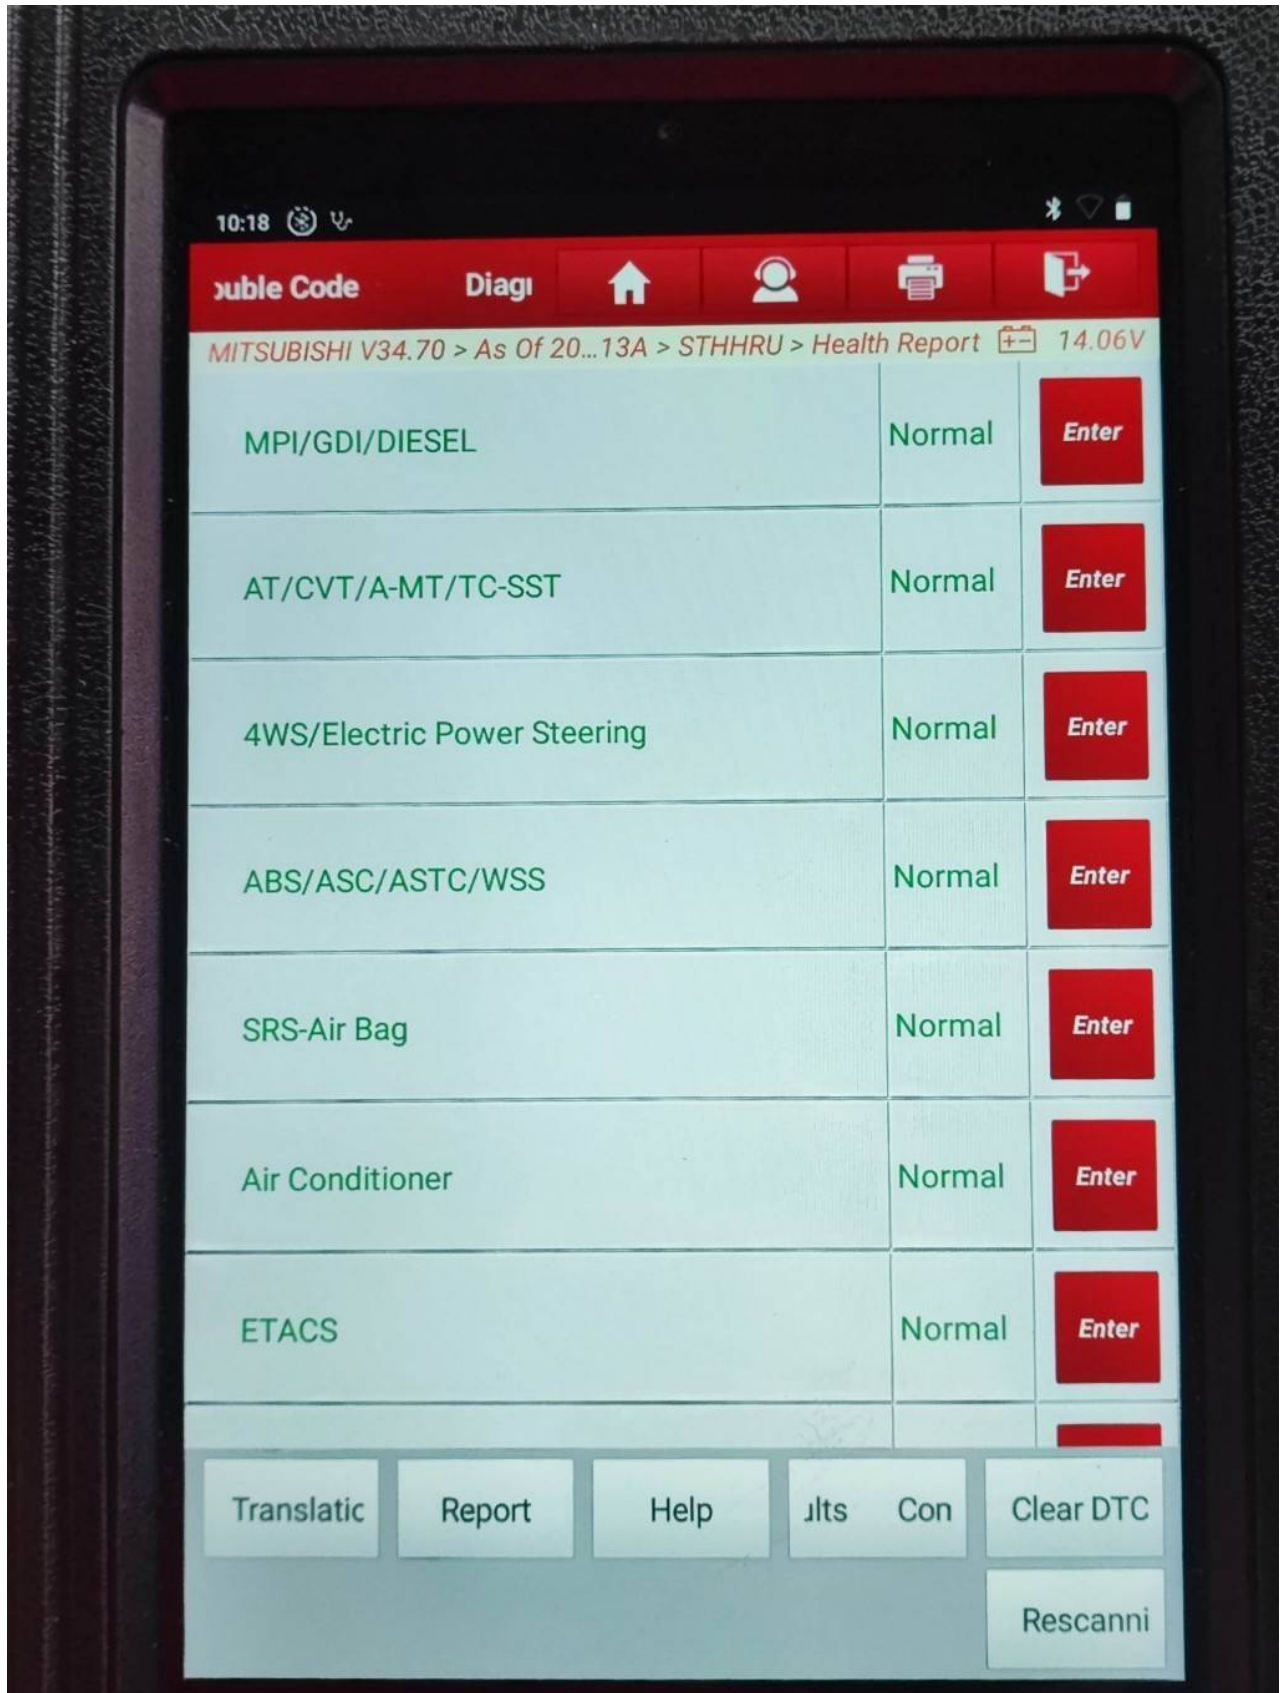 10:18
ouble Code Diagı
MITSUBISHI V34.70 > As Of 20...13A > STHHRU > Health Report 14.06V
MPI/GDI/DIESEL Normal Enter
AT/CVT/A-MT/TC-SST Normal Enter
4WS/Electric Power Steering Normal Enter
ABS/ASC/ASTC/WSS Normal Enter
SRS-Air Bag Normal Enter
Air Conditioner Normal Enter
ETACS Normal Enter
Translatic Report Help ılts Con Clear DTC
Rescanni